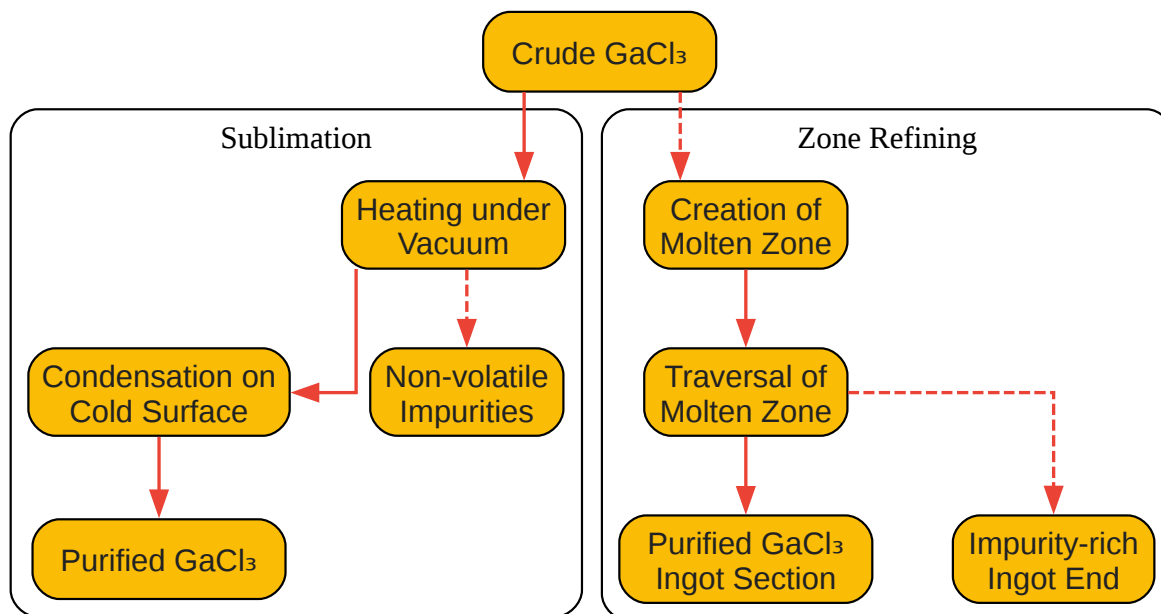 Crude GaCl₃
Sublimation
Heating under
Vacuum
Condensation on
Cold Surface
Non-volatile
Impurities
Purified GaCl₃
Zone Refining
Creation of
Molten Zone
Traversal of
Molten Zone
Purified GaCl₃
Ingot Section
Impurity-rich
Ingot End